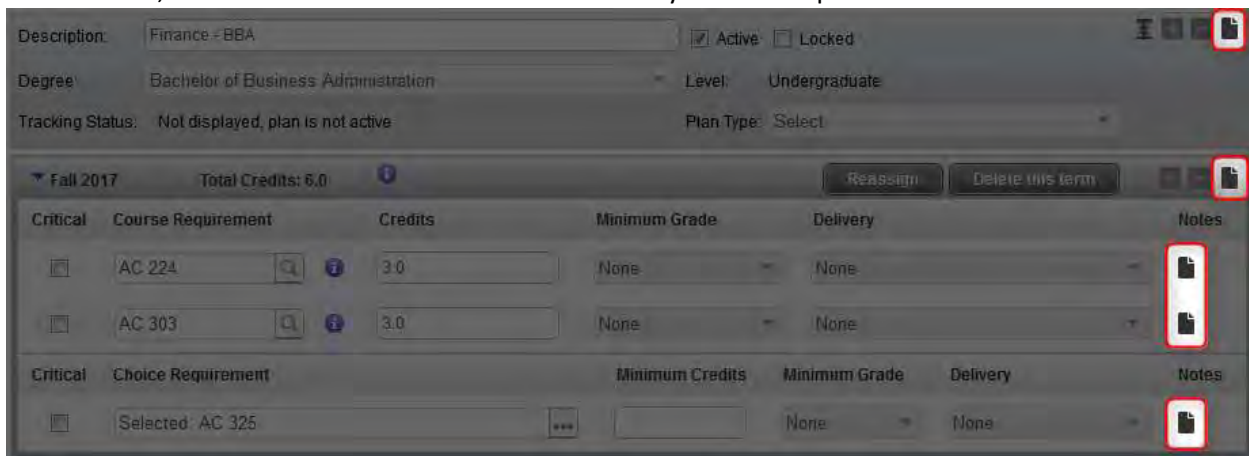 Description: Finance - BBA Active Locked
Degree Bachelor of Business Administration Level: Undergraduate
Tracking Status: Not displayed, plan is not active Plan Type: Select
Fall 2017 Total Credits: 6.0 Reassign Delete this term
Critical Course Requirement Credits Minimum Grade Delivery Notes
AC 224 3.0 None None
AC 303 3.0 None None
Critical Choice Requirement Minimum Credits Minimum Grade Delivery Notes
Selected: AC 325 ... None None